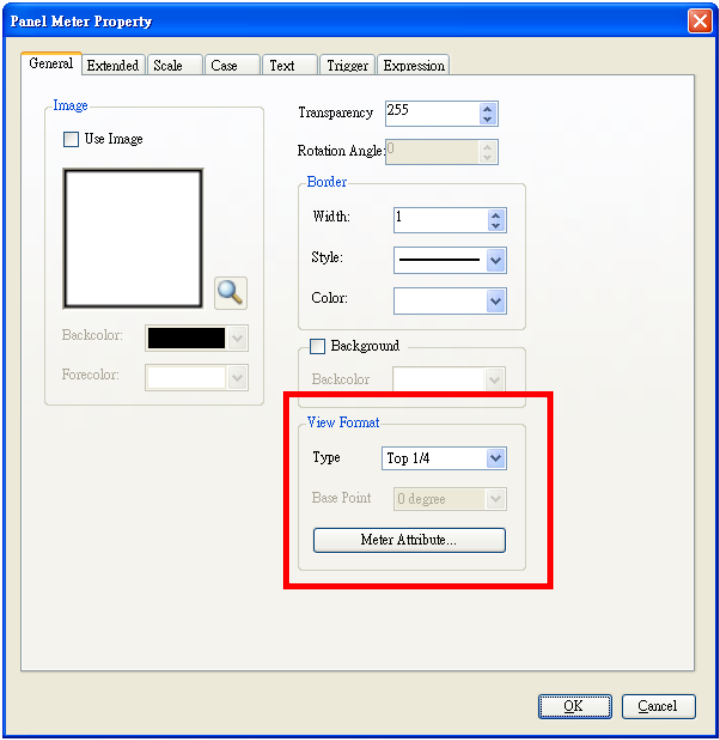 Panel Meter Property
General Extended Scale Case Text Trigger Expression
Image
Use Image
Backcolor:
Forecolor:
Transparency 255
Rotation Angle: 0
Border
Width: 1
Style:
Color:
Background
Backcolor
View Format
Type Top 1/4
Base Point 0 degree
Meter Attribute...
OK Cancel